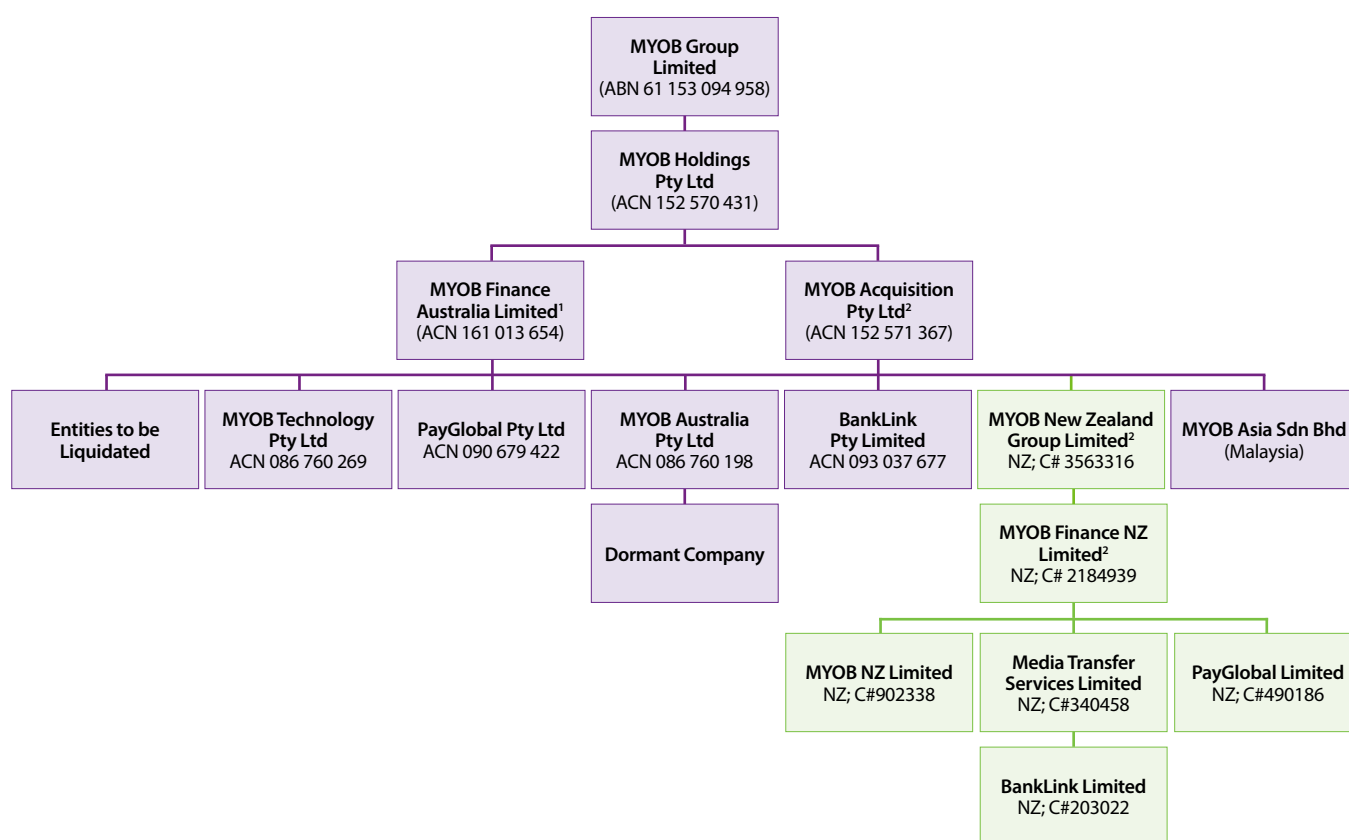 MYOB Group
Limited
(ABN 61 153 094 958)
MYOB Holdings
Pty Ltd
(ACN 152 570 431)
MYOB Finance
Australia Limited¹
(ACN 161 013 654)
MYOB Acquisition
Pty Ltd²
(ACN 152 571 367)
Entities to be
Liquidated
MYOB Technology
Pty Ltd
ACN 086 760 269
PayGlobal Pty Ltd
ACN 090 679 422
MYOB Australia
Pty Ltd
ACN 086 760 198
BankLink
Pty Limited
ACN 093 037 677
MYOB New Zealand
Group Limited²
NZ; C# 3563316
MYOB Asia Sdn Bhd
(Malaysia)
Dormant Company
MYOB Finance NZ
Limited²
NZ; C# 2184939
MYOB NZ Limited
NZ; C#902338
Media Transfer
Services Limited
NZ; C#340458
PayGlobal Limited
NZ; C#490186
BankLink Limited
NZ; C#203022